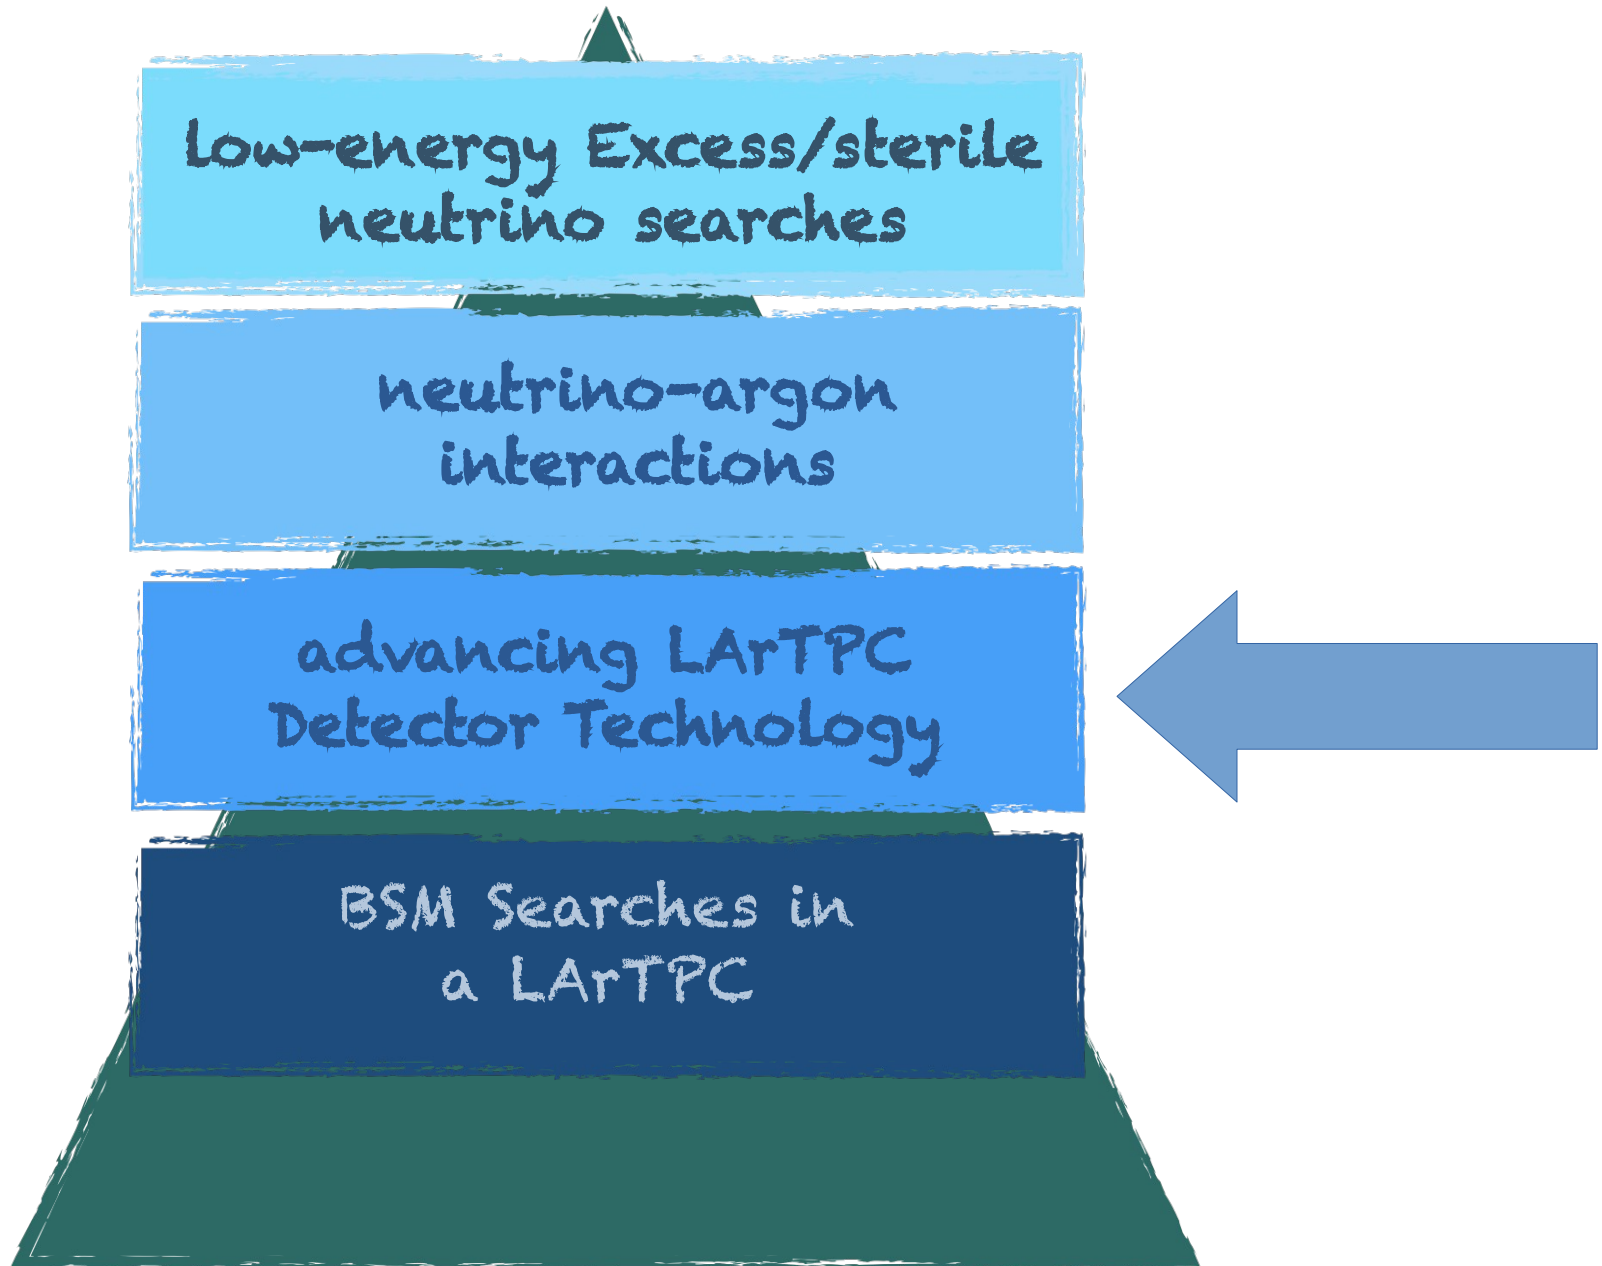 low-energy Excess/sterile
neutrino searches
neutrino-argon
interactions
advancing LArTPC
Detector Technology
BSM Searches in
a LArTPC